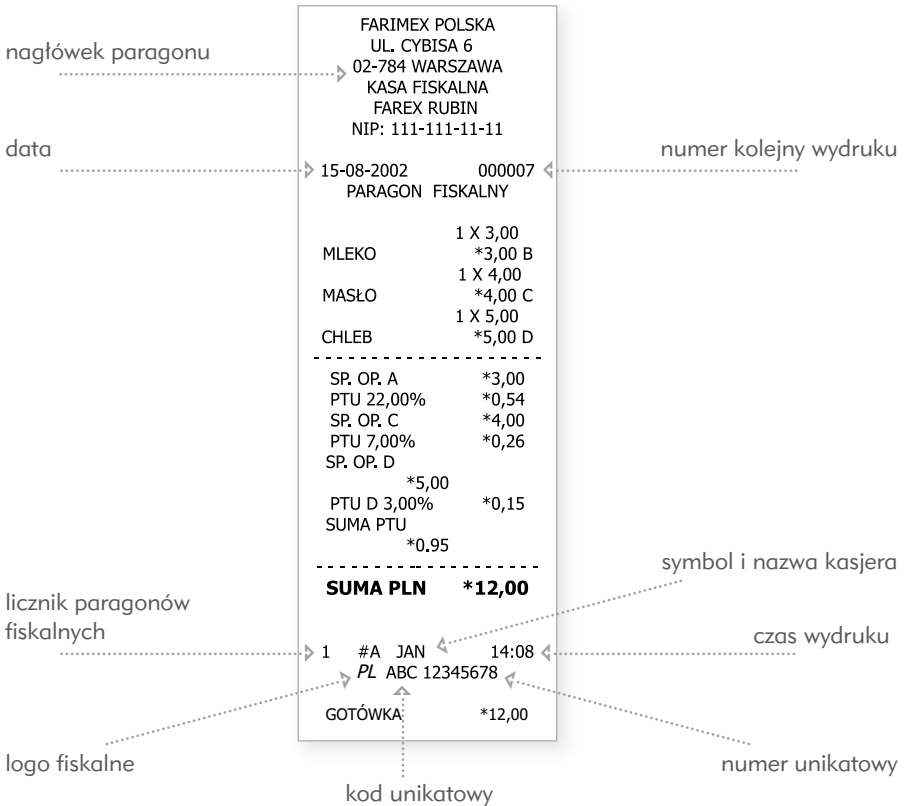 FARIMEX POLSKA
UL. CYBISA 6
nagłówek paragonu
02-784 WARSZAWA
KASA FISKALNA
FAREX RUBIN
NIP: 111-111-11-11
data
numer kolejny wydruku
15-08-2002 000007
PARAGON FISKALNY
1 X 3,00
MLEKO *3,00 B
1 X 4,00
MASŁO *4,00 C
1 X 5,00
CHLEB *5,00 D
SP. OP. A *3,00
PTU 22,00% *0,54
SP. OP. C *4,00
PTU 7,00% *0,26
SP. OP. D
*5,00
PTU D 3,00% *0,15
SUMA PTU
*0.95
symbol i nazwa kasjera
SUMA PLN *12,00
licznik paragonów
fiskalnych
czas wydruku
1 #A JAN 14:08
PL ABC 12345678
GOTÓWKA *12,00
logo fiskalne
numer unikatowy
kod unikatowy